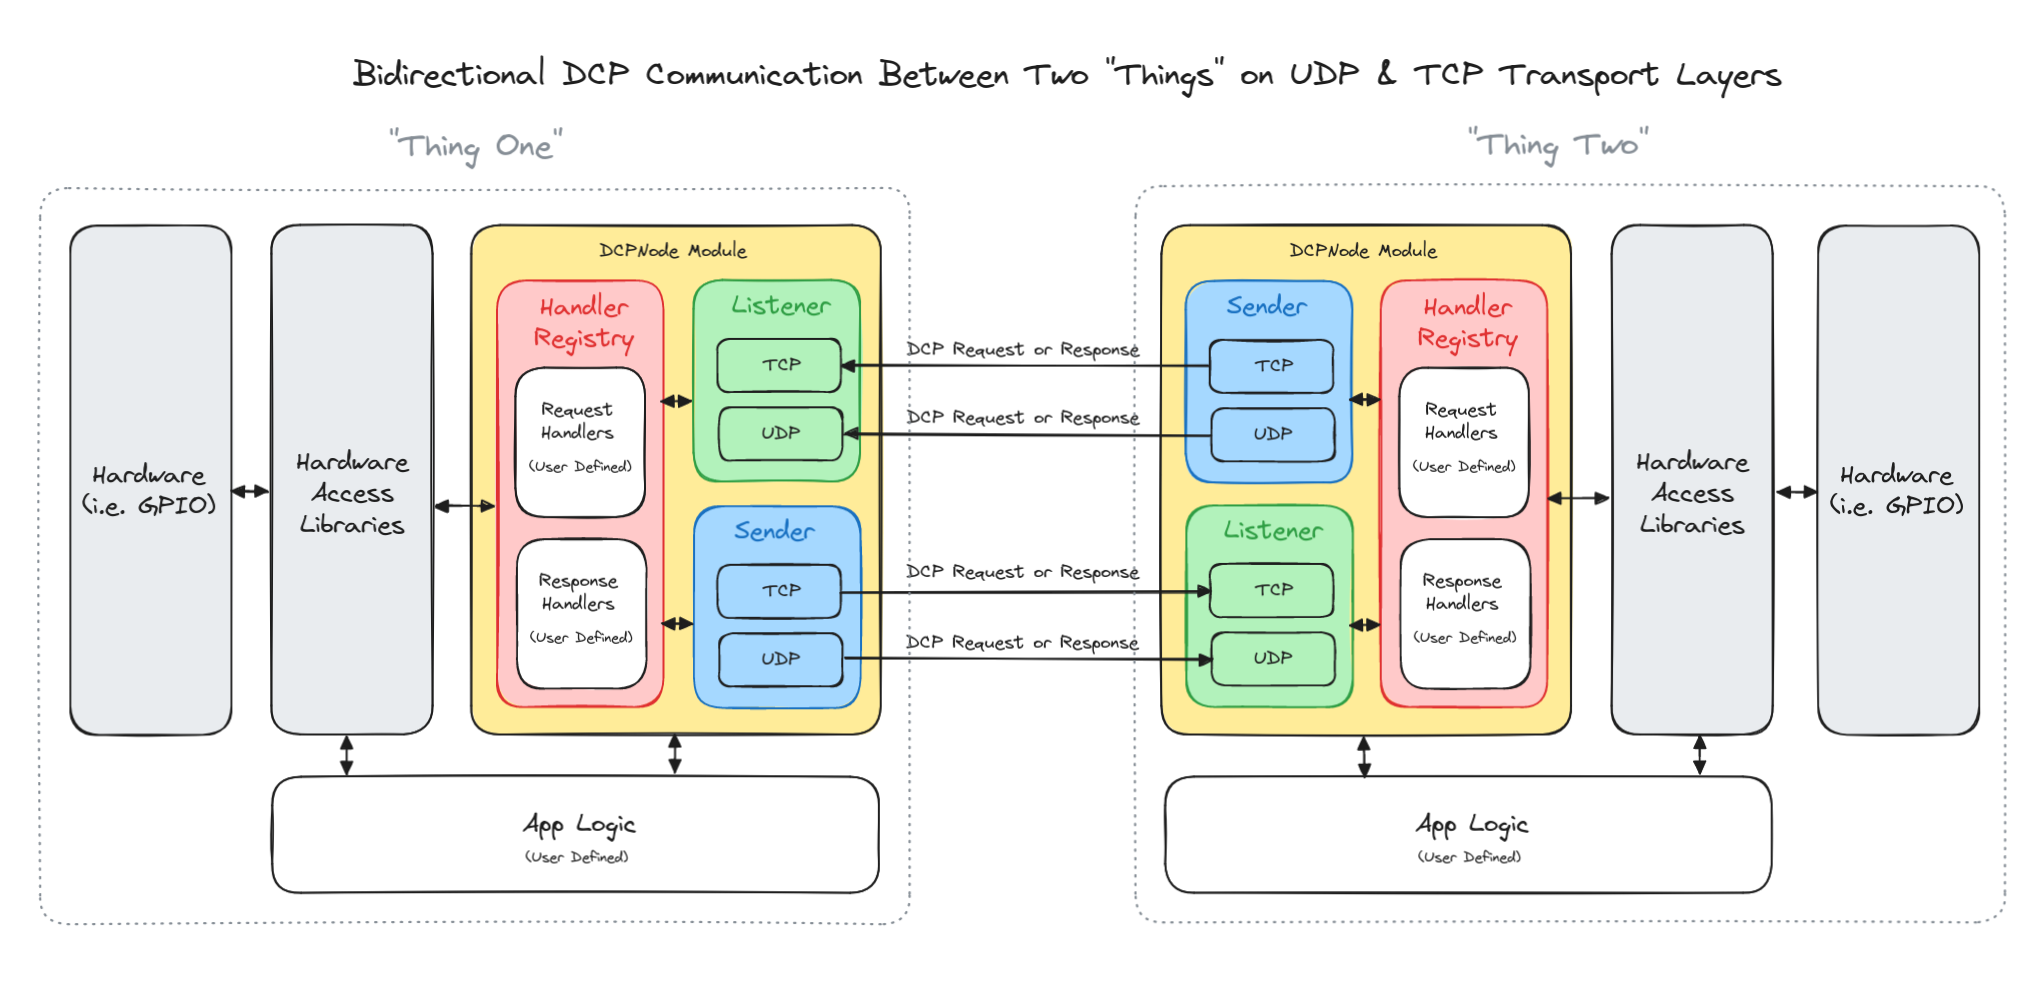 Bidirectional DCP Communication Between Two "Things" on UDP & TCP Transport Layers
"Thing One"
Hardware
(i.e. GPIO)
Hardware
Access
Libraries
DCPNode Module
Handler
Registry
Request
Handlers
(User Defined)
Response
Handlers
(User Defined)
Listener
TCP
UDP
Sender
TCP
UDP
App Logic
(User Defined)
DCP Request or Response
DCP Request or Response
DCP Request or Response
DCP Request or Response
"Thing Two"
DCPNode Module
Sender
TCP
UDP
Listener
TCP
UDP
Handler
Registry
Request
Handlers
(User Defined)
Response
Handlers
(User Defined)
Hardware
Access
Libraries
Hardware
(i.e. GPIO)
App Logic
(User Defined)